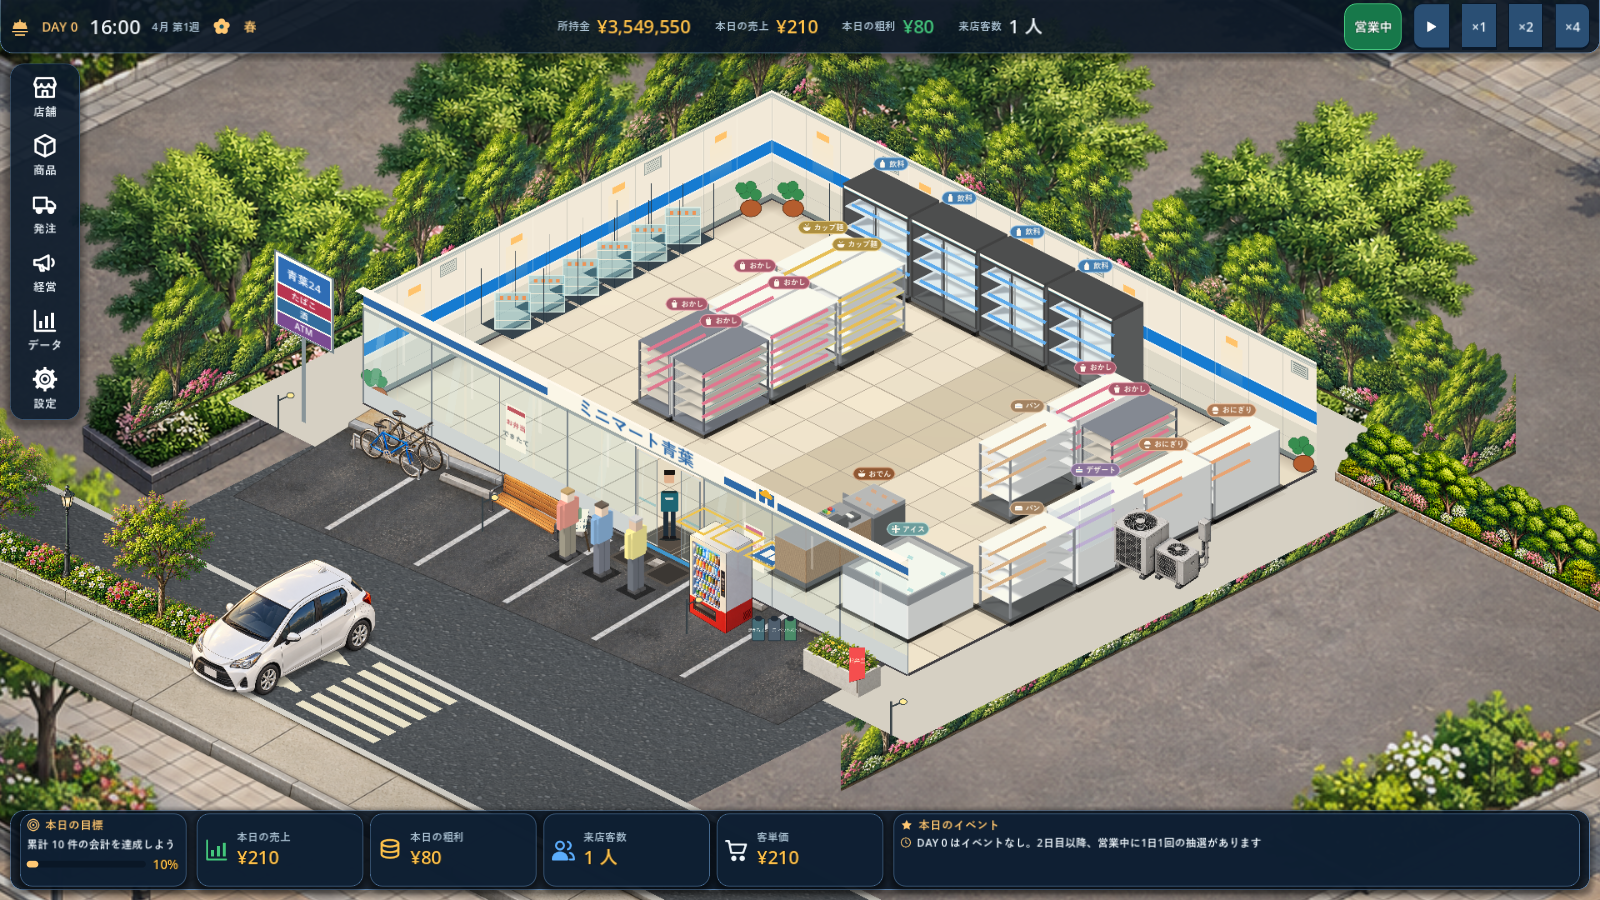 DAY 0 16:00 4月 第1週 春
所持金 ¥3,549,550 本日の売上 ¥210 本日の粗利 ¥80 来店客数 1 人
営業中 ▶ ×1 ×2 ×4
店舗
商品
発注
経営
データ
設定
飲料
飲料
飲料
飲料
カップ麺
カップ麺
おかし
おかし
おかし
おかし
おかし
おかし
パン
おにぎり
おにぎり
デザート
おでん
パン
アイス
青葉24
たばこ
酒
ATM
お弁当
できたて
ミニマート青葉
本日の目標
累計 10 件の会計を達成しよう
10%
本日の売上
¥210
本日の粗利
¥80
来店客数
1 人
客単価
¥210
本日のイベント
DAY 0 はイベントなし。2日目以降、営業中に1日1回の抽選があります